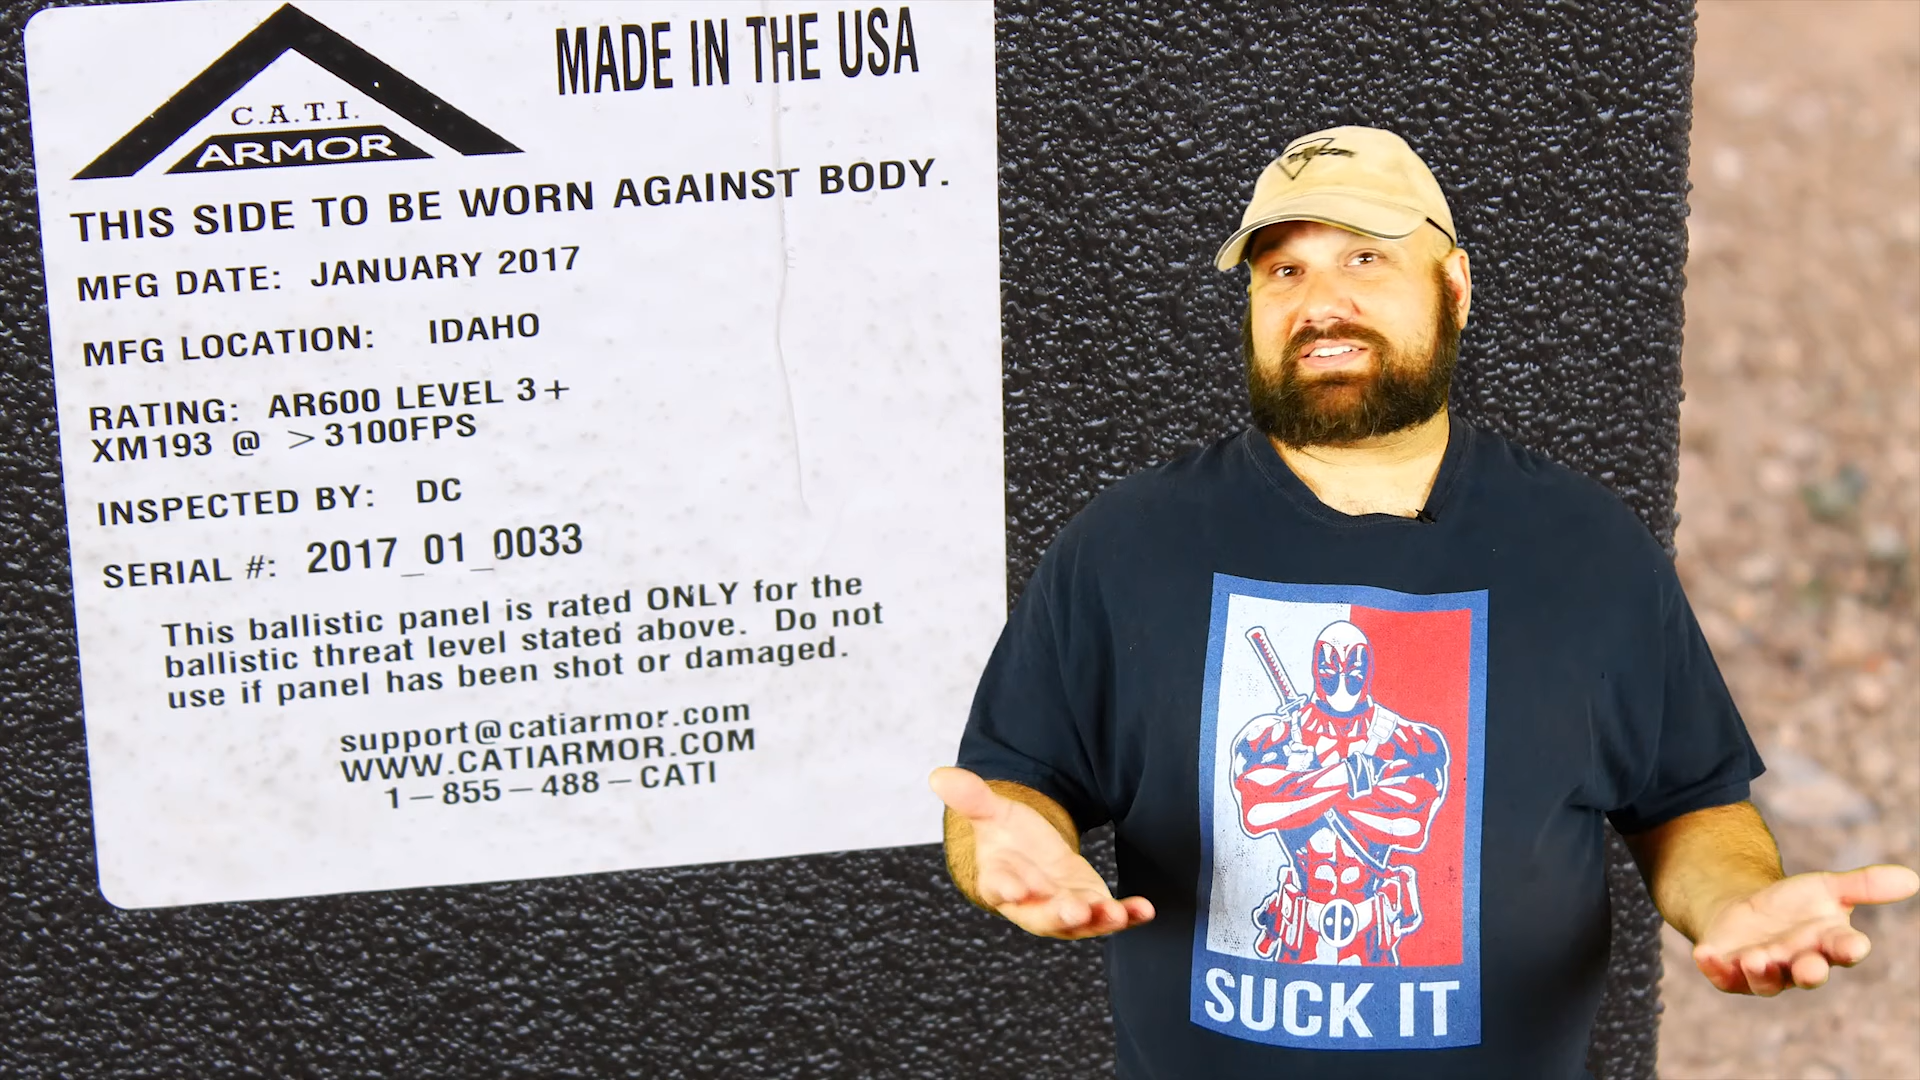 MADE IN THE USA
C.A.T.I.
ARMOR
THIS SIDE TO BE WORN AGAINST BODY.
MFG DATE: JANUARY 2017
MFG LOCATION: IDAHO
RATING: AR600 LEVEL 3+
XM193 @ >3100FPS
INSPECTED BY: DC
SERIAL #: 2017_01_0033
This ballistic panel is rated ONLY for the
ballistic threat level stated above. Do not
use if panel has been shot or damaged.
support@catiarmor.com
WWW.CATIARMOR.COM
1-855-488-CATI
SUCK IT